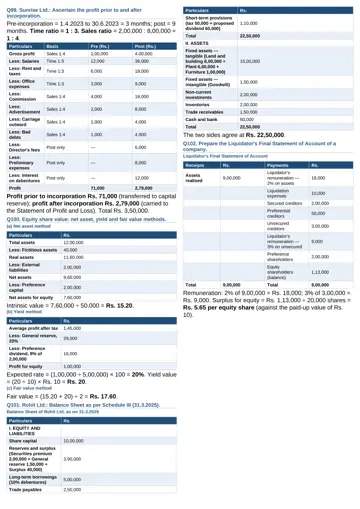 Q99. Sunrise Ltd.: Ascertain the profit prior to and after
incorporation.
Pre-incorporation = 1.4.2023 to 30.6.2023 = 3 months; post = 9
months. Time ratio = 1 : 3. Sales ratio = 2,00,000 : 8,00,000 =
1 : 4.
Particulars Basis Pre (Rs.) Post (Rs.)
Gross profit Sales 1:4 1,00,000 4,00,000
Less: Salaries Time 1:3 12,000 36,000
Less: Rent and
taxes Time 1:3 6,000 18,000
Less: Office
expenses Time 1:3 3,000
Less:
Commission Sales 1:4 4,000 16,000
Less:
Advertisement Sales 1:4 2,000 8,000
Less: Carriage
outward Sales 1:4 1,000 4,000
Less: Bad
debts Sales 1:4 1,000 4,000
Less:
Director's fees Post only —
Less:
Preliminary
expenses Post only —
Less: Interest
on debentures Post only —
Profit 71,000 2,79,000
Profit prior to incorporation Rs. 71,000 (transferred to capital
reserve); profit after incorporation Rs. 2,79,000 (carried to
the Statement of Profit and Loss). Total Rs. 3,50,000.
Q100. Equity share value: net asset, yield and fair value methods.
(a) Net asset method
Particulars Rs.
Total assets 12,00,000
Less: Fictitious assets 40,000
Real assets 11,60,000
Less: External
liabilities 2,00,000
Net assets 9,60,000
Less: Preference
capital 2,00,000
Net assets for equity 7,60,000
Intrinsic value = 7,60,000 ÷ 50,000 = Rs. 15.20.
(b) Yield method
Particulars Rs.
Average profit after tax 1,45,000
Less: General reserve,
20% 29,000
Less: Preference
dividend, 8% of
2,00,000 16,000
Profit for equity 1,00,000
Expected rate = (1,00,000 ÷ 5,00,000) × 100 = 20%. Yield value
= (20 ÷ 10) × Rs. 10 = Rs. 20.
(c) Fair value method
Fair value = (15.20 + 20) ÷ 2 = Rs. 17.60.
Q101. Rohit Ltd.: Balance Sheet as per Schedule III (31.3.2025).
Balance Sheet of Rohit Ltd. as on 31.3.2025
Particulars Rs.
I. EQUITY AND
LIABILITIES
Share capital 10,00,000
Reserves and surplus
(Securities premium
2,00,000 + General
reserve 1,50,000 +
Surplus 40,000) 3,90,000
Long-term borrowings
(10% debentures) 5,00,000
Trade payables 2,50,000
Particulars Rs.
Short-term provisions
(tax 50,000 + proposed
dividend 60,000) 1,10,000
Total 22,50,000
II. ASSETS
Fixed assets —
tangible (Land and
building 8,00,000 +
Plant 6,00,000 +
Furniture 1,00,000) 15,00,000
Fixed assets —
intangible (Goodwill) 1,50,000
Non-current
investments 2,00,000
Inventories 2,00,000
Trade receivables 1,50,000
Cash and bank 50,000
Total 22,50,000
The two sides agree at Rs. 22,50,000.
Q102. Prepare the Liquidator's Final Statement of Account of a
company.
Liquidator's Final Statement of Account
Receipts Rs. Payments Rs.
Assets
realised 9,00,000 Liquidator's
remuneration —
2% on assets 18,000
Liquidation
expenses 10,000
Secured creditors 2,00,000
Preferential
creditors 50,000
Unsecured
creditors 3,00,000
Liquidator's
remuneration —
3% on unsecured 9,000
Preference
shareholders 2,00,000
Equity
shareholders
(balance) 1,13,000
Total 9,00,000 Total 9,00,000
Remuneration: 2% of 9,00,000 = Rs. 18,000; 3% of 3,00,000 =
Rs. 9,000. Surplus for equity = Rs. 1,13,000 ÷ 20,000 shares =
Rs. 5.65 per equity share (against the paid-up value of Rs.
10).